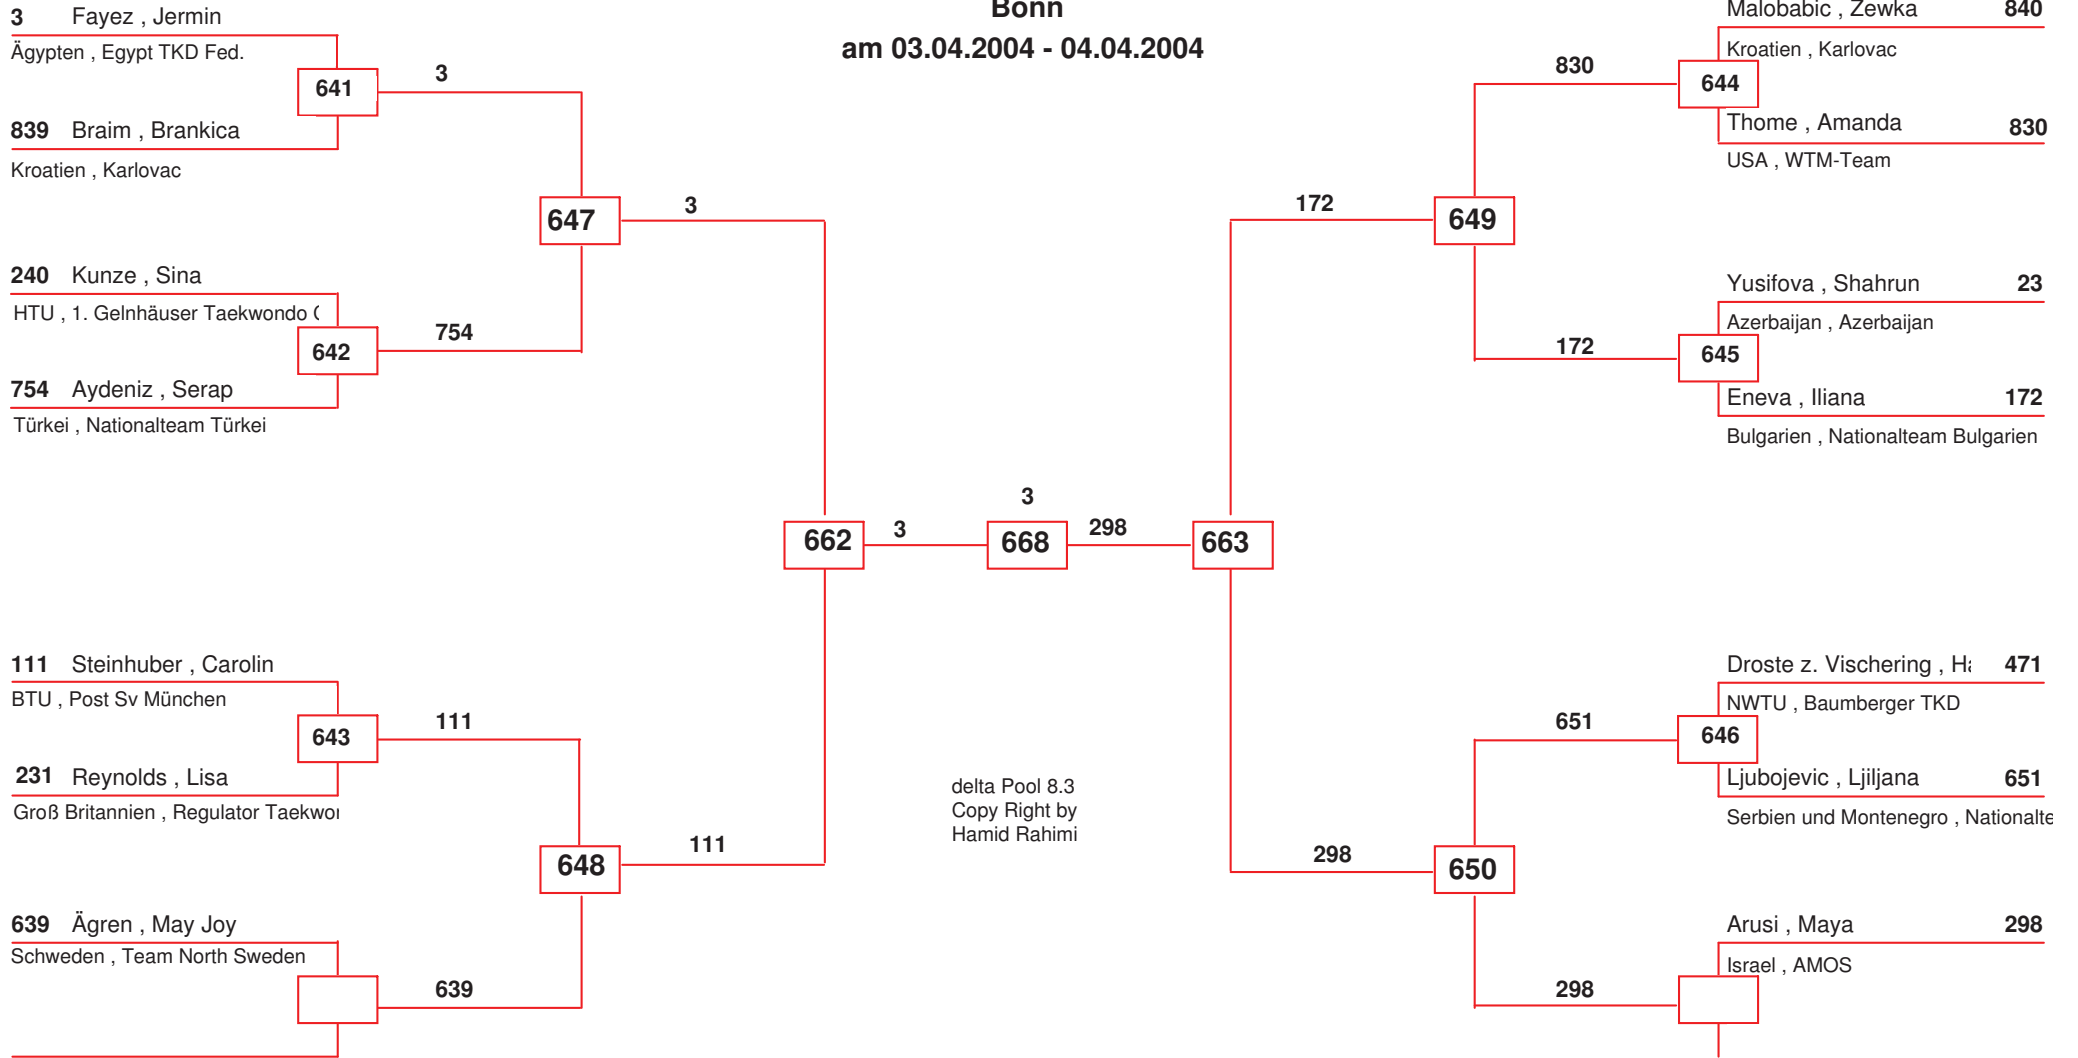 Bonn
am 03.04.2004 - 04.04.2004
3 Fayez , Jermin
Ägypten , Egypt TKD Fed.
641
3
839 Braim , Brankica
Kroatien , Karlovac
647
3
240 Kunze , Sina
HTU , 1. Gelnhäuser Taekwondo
642
754
754 Aydeniz , Serap
Türkei , Nationalteam Türkei
662
3
3
668
298
663
111 Steinhuber , Carolin
BTU , Post Sv München
643
111
231 Reynolds , Lisa
Groß Britannien , Regulator
648
111
639 Ägren , May Joy
Schweden , Team North Sweden
639
delta Pool 8.3
Copy Right by
Hamid Rahimi
Malobabic , Zewka 840
Kroatien , Karlovac
830
644
Thome , Amanda 830
USA , WTM-Team
172
649
Yusifova , Shahrun 23
Azerbaijan , Azerbaijan
172
645
Eneva , Iliana 172
Bulgarien , Nationalteam Bulgarien
Droste z. Vischering , 471
NWTU , Baumberger TKD
651
646
Ljubojevic , Ljiljana 651
Serbien und Montenegro ,
298
650
Arusi , Maya 298
Israel , AMOS
298